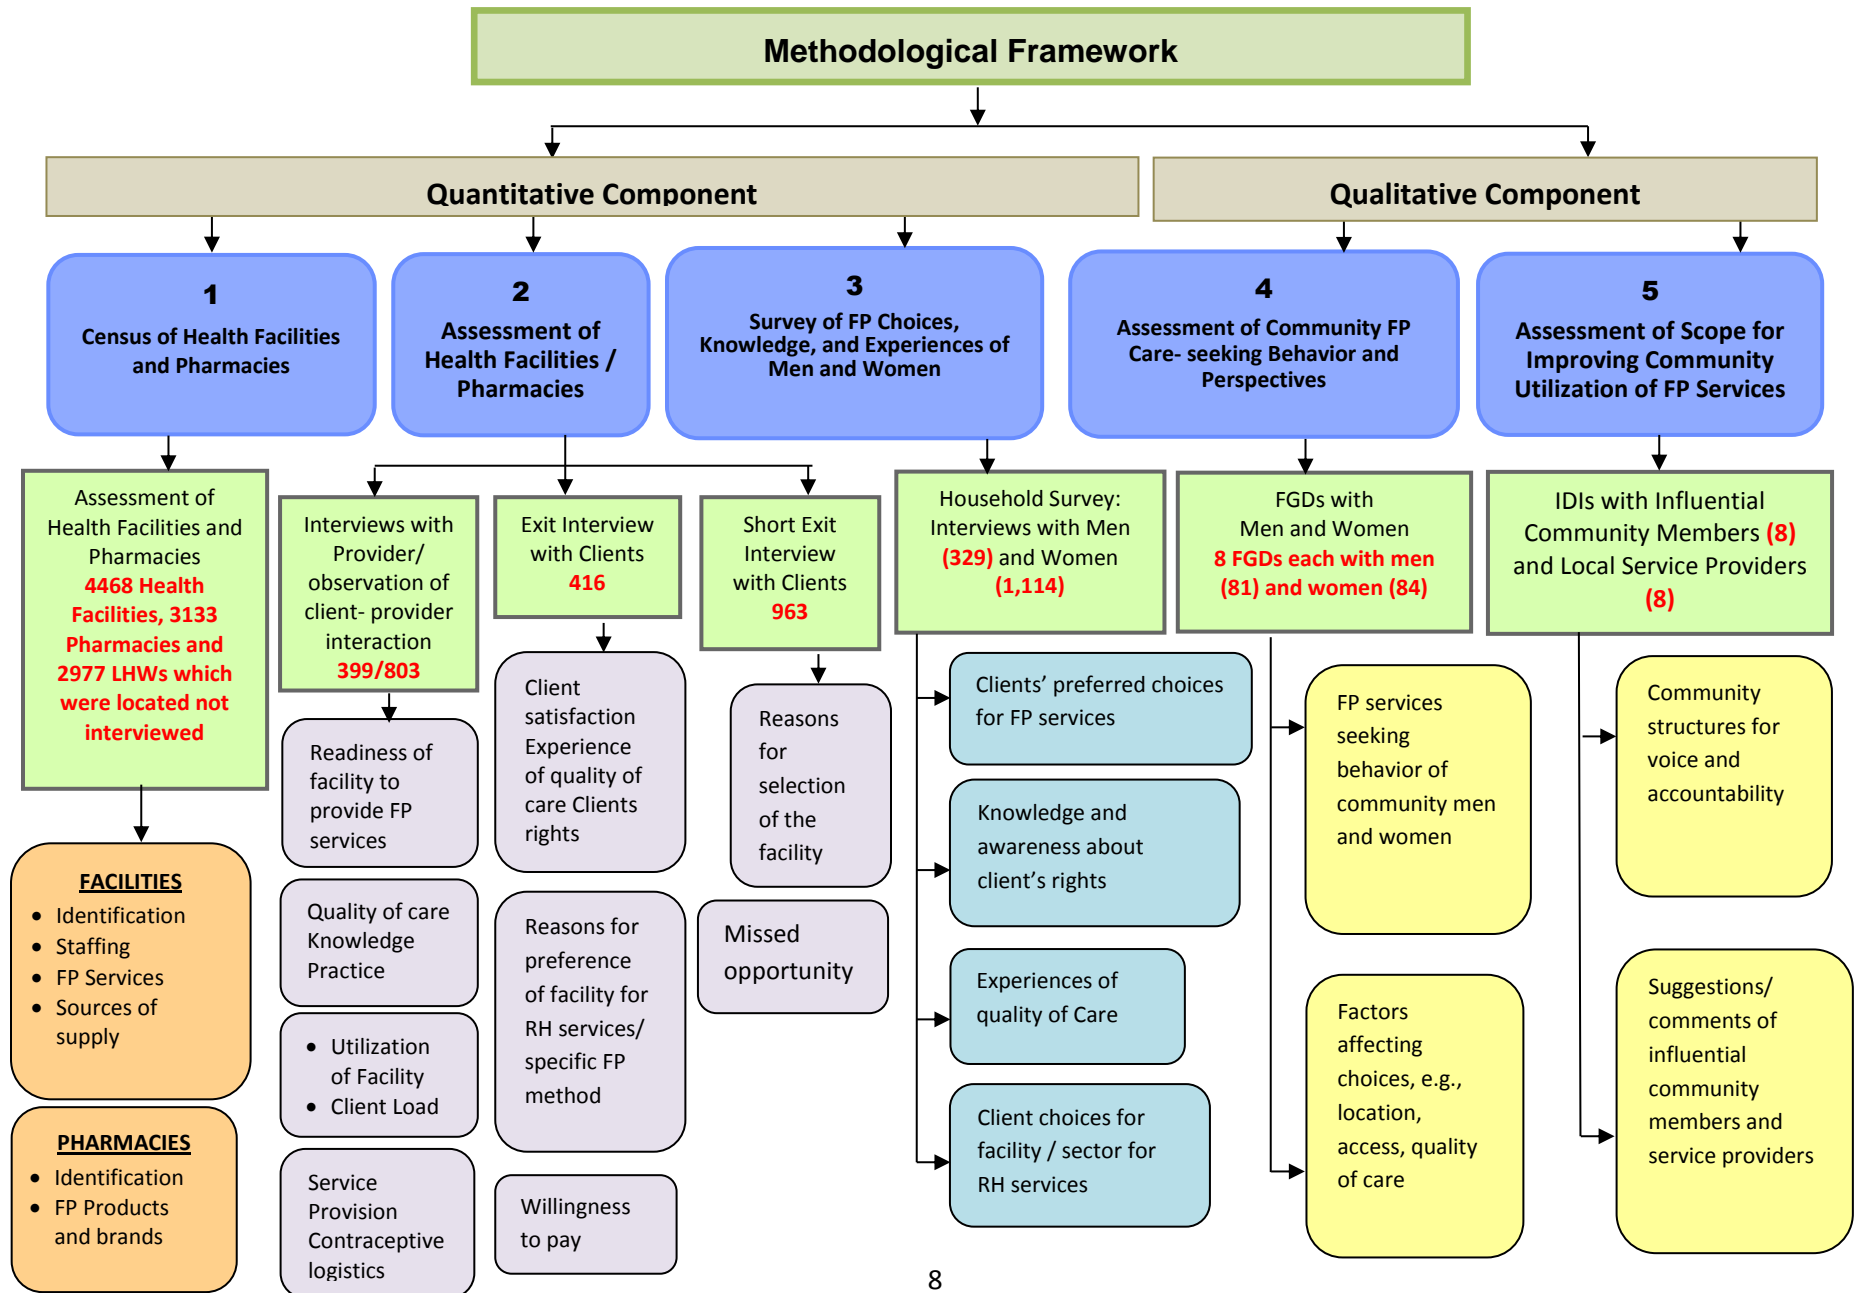 Methodological Framework
Quantitative Component
Qualitative Component
1
Census of Health Facilities
and Pharmacies
2
Assessment of
Health Facilities /
Pharmacies
3
Survey of FP Choices,
Knowledge, and Experiences of
Men and Women
4
Assessment of Community FP
Care- seeking Behavior and
Perspectives
5
Assessment of Scope for
Improving Community
Utilization of FP Services
Assessment of
Health Facilities and
Pharmacies
4468 Health
Facilities, 3133
Pharmacies and
2977 LHWs which
were located not
interviewed
Interviews with
Provider/
observation of
client- provider
interaction
399/803
Exit Interview
with Clients
416
Short Exit
Interview
with Clients
963
Household Survey:
Interviews with Men
(329) and Women
(1,114)
FGDs with
Men and Women
8 FGDs each with men
(81) and women (84)
IDIs with Influential
Community Members (8)
and Local Service Providers
(8)
FACILITIES
• Identification
• Staffing
• FP Services
• Sources of
supply
PHARMACIES
• Identification
• FP Products
and brands
Readiness of
facility to
provide FP
services
Quality of care
Knowledge
Practice
• Utilization
of Facility
• Client Load
Service
Provision
Contraceptive
logistics
Client
satisfaction
Experience
of quality of
care Clients
rights
Reasons for
preference
of facility for
RH services/
specific FP
method
Willingness
to pay
Reasons
for
selection
of the
facility
Missed
opportunity
Clients’ preferred choices
for FP services
Knowledge and
awareness about
client’s rights
Experiences of
quality of Care
Client choices for
facility / sector for
RH services
FP services
seeking
behavior of
community men
and women
Factors
affecting
choices, e.g.,
location,
access, quality
of care
Community
structures for
voice and
accountability
Suggestions/
comments of
influential
community
members and
service providers
8